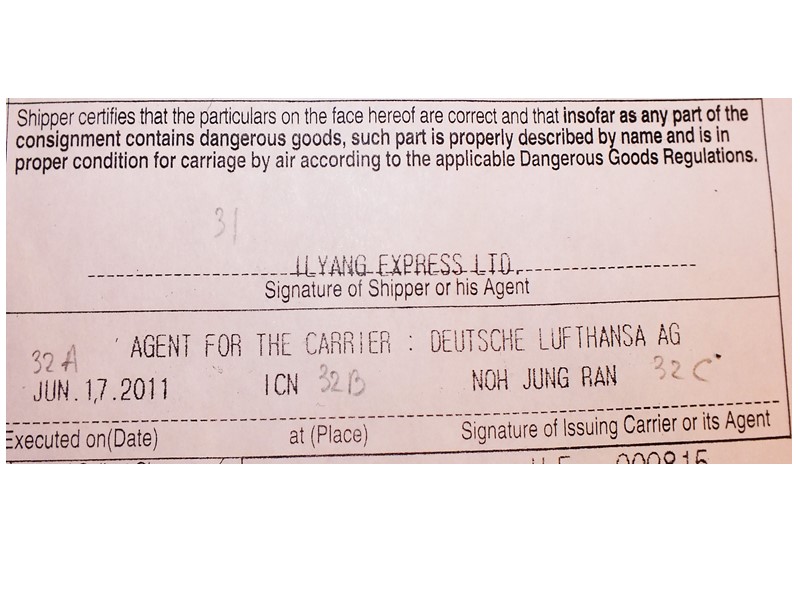 Shipper certifies that the particulars on the face hereof are correct and that insofar as any part of the
consignment contains dangerous goods, such part is properly described by name and is in
proper condition for carriage by air according to the applicable Dangerous Goods Regulations.
31
ILYANG EXPRESS LTD.
Signature of Shipper or his Agent
AGENT FOR THE CARRIER : DEUTSCHE LUFTHANSA AG
32A
JUN.17.2011 ICN 32B NOH JUNG RAN 32C
Executed on(Date) at (Place) Signature of Issuing Carrier or its Agent